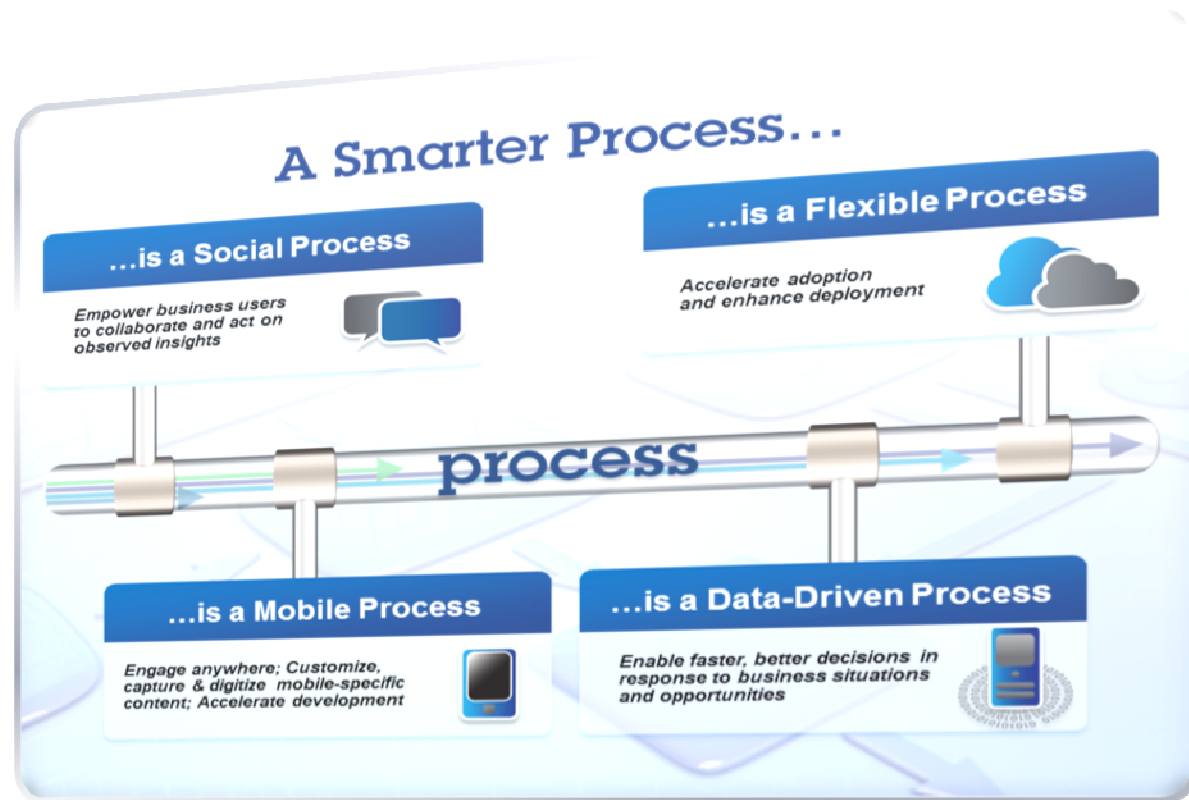 A Smarter Process...
...is a Social Process
Empower business users
to collaborate and act on
observed insights
...is a Flexible Process
Accelerate adoption
and enhance deployment
process
...is a Mobile Process
Engage anywhere; Customize,
capture & digitize mobile-specific
content; Accelerate development
...is a Data-Driven Process
Enable faster, better decisions in
response to business situations
and opportunities